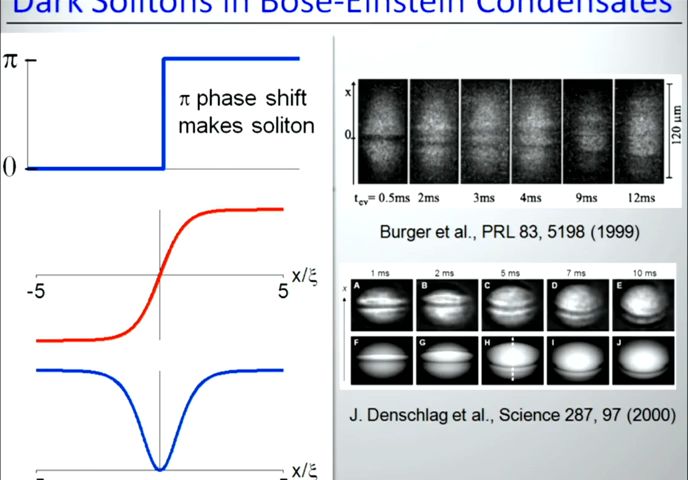 Dark Solitons in Bose-Einstein Condensates
π
π phase shift
makes soliton
0
x/ξ
-5
5
x/ξ
x
0
120 μm
t_ev= 0.5ms 2ms 3ms 4ms 9ms 12ms
Burger et al., PRL 83, 5198 (1999)
1 ms 2 ms 5 ms 7 ms 10 ms
x
A B C D E
F G H I J
J. Denschlag et al., Science 287, 97 (2000)